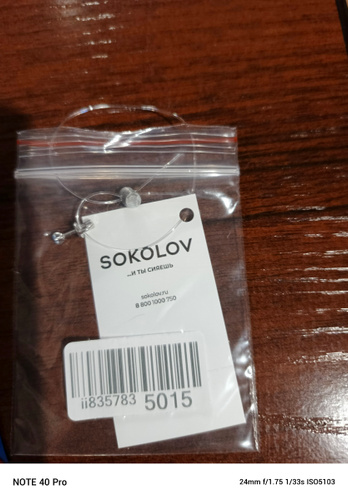 SOKOLOV
...И ТЫ СИЯЕШЬ
sokolov.ru
8 800 1000 750
ii835783 5015
NOTE 40 Pro
24mm f/1.75 1/33s ISO5103